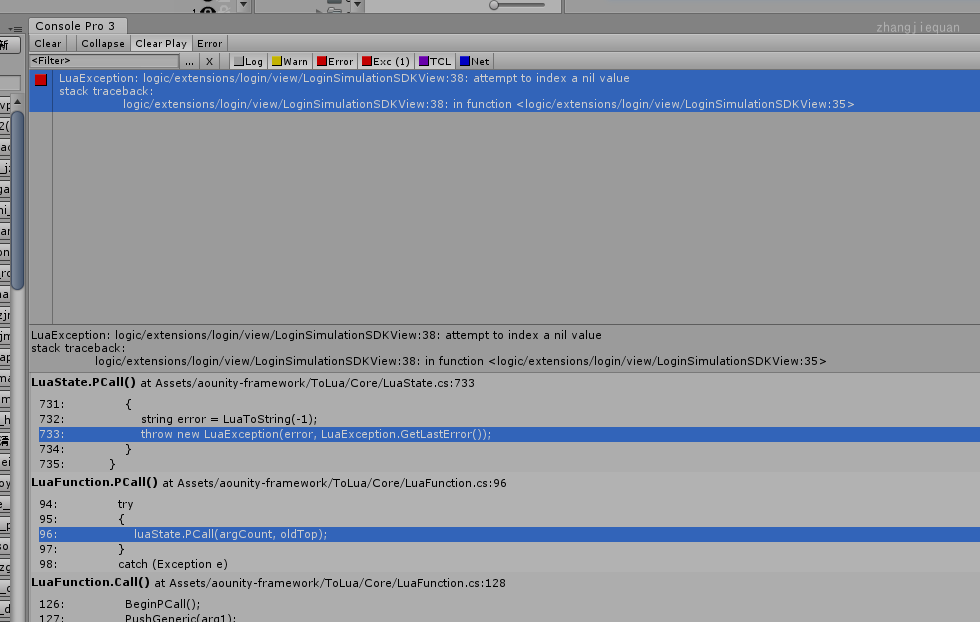 Console Pro 3
zhangjiequan
Clear Collapse Clear Play Error
<Filter> ... X Log Warn Error Exc (1) TCL Net
LuaException: logic/extensions/login/view/LoginSimulationSDKView:38: attempt to index a nil value
stack traceback:
logic/extensions/login/view/LoginSimulationSDKView:38: in function <logic/extensions/login/view/LoginSimulationSDKView:35>
LuaException: logic/extensions/login/view/LoginSimulationSDKView:38: attempt to index a nil value
stack traceback:
logic/extensions/login/view/LoginSimulationSDKView:38: in function <logic/extensions/login/view/LoginSimulationSDKView:35>
LuaState.PCall() at Assets/aounity-framework/ToLua/Core/LuaState.cs:733
731: {
732: string error = LuaToString(-1);
733: throw new LuaException(error, LuaException.GetLastError());
734: }
735: }
LuaFunction.PCall() at Assets/aounity-framework/ToLua/Core/LuaFunction.cs:96
94: try
95: {
96: luaState.PCall(argCount, oldTop);
97: }
98: catch (Exception e)
LuaFunction.Call() at Assets/aounity-framework/ToLua/Core/LuaFunction.cs:128
126: BeginPCall();
127: PushGeneric(arg1);